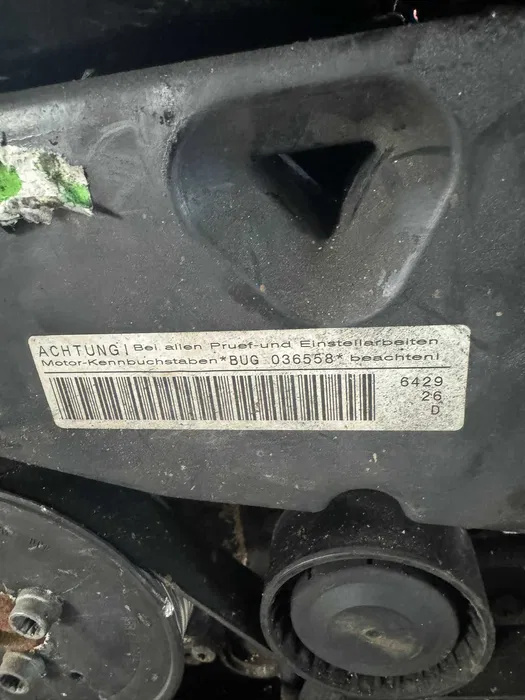 ACHTUNG! Bei allen Pruef-und Einstellarbeiten
Motor-Kennbuchstaben *BUG 036558* beachten!
6429
26
D